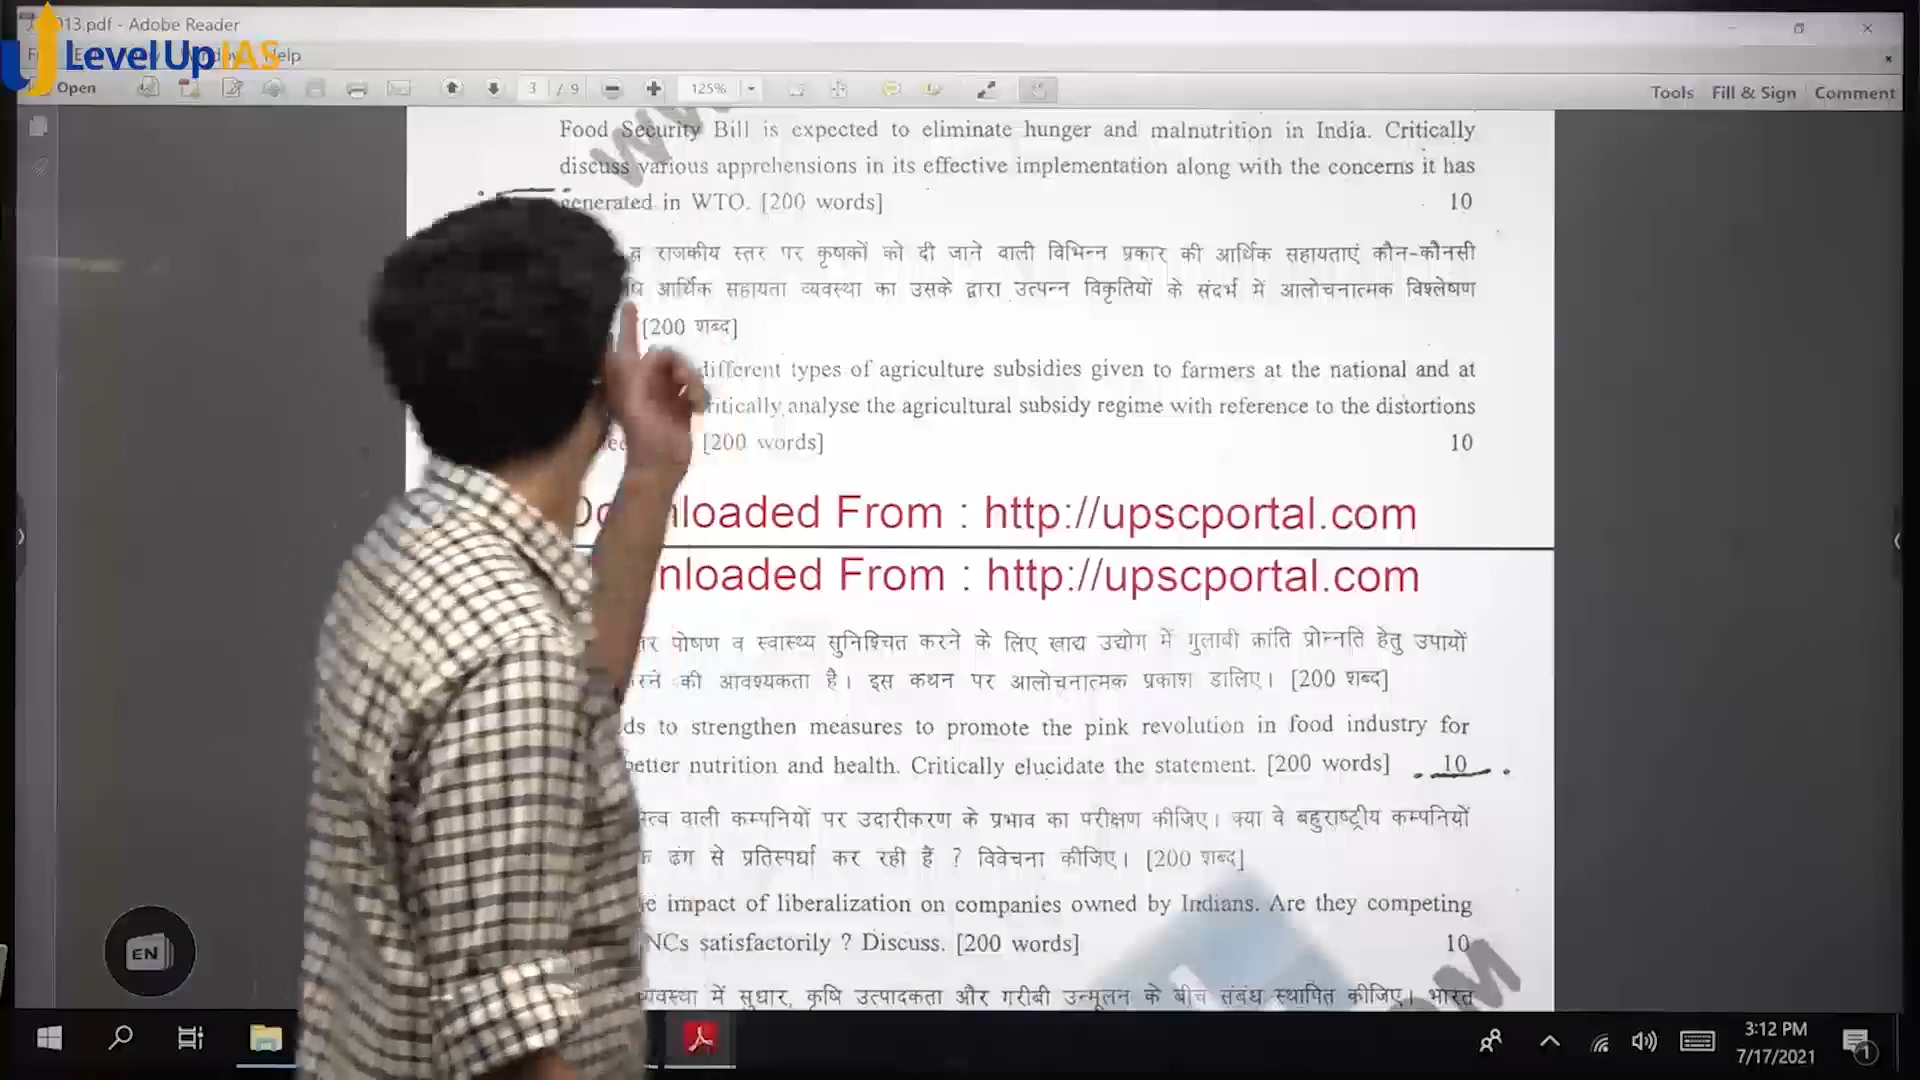 013.pdf - Adobe Reader
LevelUp IAS
Help
Open
3 / 9
125%
Tools Fill & Sign Comment
Food Security Bill is expected to eliminate hunger and malnutrition in India. Critically
discuss various apprehensions in its effective implementation along with the concerns it has
generated in WTO. [200 words] 10
राजकीय स्तर पर कृषकों को दी जाने वाली विभिन्न प्रकार की आर्थिक सहायताएं कौन-कौनसी
आर्थिक सहायता व्यवस्था का उसके द्वारा उत्पन्न विकृतियों के संदर्भ में आलोचनात्मक विश्लेषण
[200 शब्द]
different types of agriculture subsidies given to farmers at the national and at
critically analyse the agricultural subsidy regime with reference to the distortions
[200 words] 10
nloaded From : http://upscportal.com
nloaded From : http://upscportal.com
पोषण व स्वास्थ्य सुनिश्चित करने के लिए खाद्य उद्योग में गुलाबी क्रांति प्रोन्नति हेतु उपायों
की आवश्यकता है। इस कथन पर आलोचनात्मक प्रकाश डालिए। [200 शब्द]
ds to strengthen measures to promote the pink revolution in food industry for
better nutrition and health. Critically elucidate the statement. [200 words] 10
वाली कम्पनियों पर उदारीकरण के प्रभाव का परीक्षण कीजिए। क्या वे बहुराष्ट्रीय कम्पनियों
ढंग से प्रतिस्पर्धा कर रही हैं ? विवेचना कीजिए। [200 शब्द]
e impact of liberalization on companies owned by Indians. Are they competing
NCs satisfactorily ? Discuss. [200 words] 10
में सुधार, कृषि उत्पादकता और गरीबी उन्मूलन के बीच संबंध स्थापित कीजिए। भारत
EN
3:12 PM
7/17/2021
1